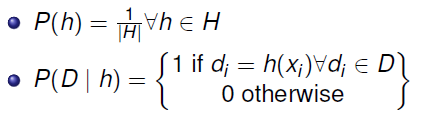 P(h) = 1/|H| ∀h ∈ H
P(D | h) = {1 if dᵢ = h(xᵢ)∀dᵢ ∈ D
0 otherwise}